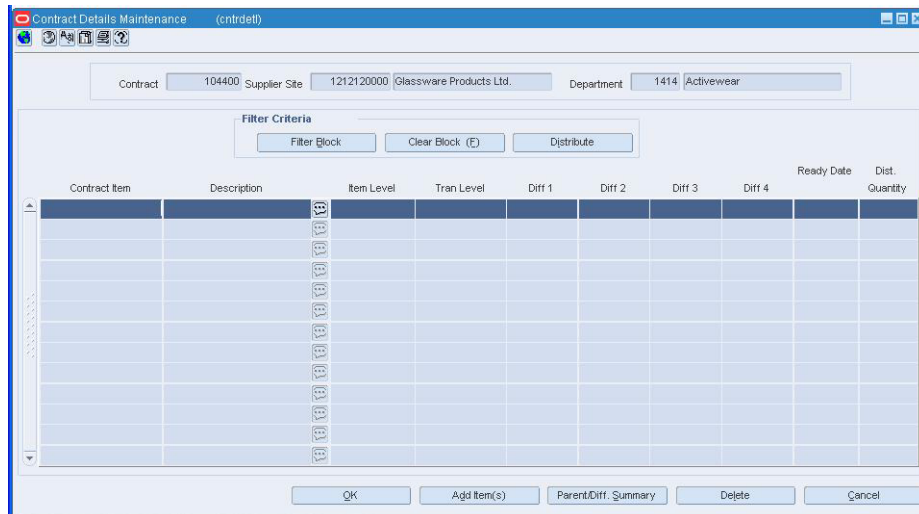 Contract Details Maintenance (cntrdetl)
Contract 104400 Supplier Site 1212120000 Glassware Products Ltd. Department 1414 Activewear
Filter Criteria
Filter Block Clear Block (F) Distribute
Ready Date Dist.
Contract Item Description Item Level Tran Level Diff 1 Diff 2 Diff 3 Diff 4 Quantity
OK Add Item(s) Parent/Diff. Summary Delete Cancel